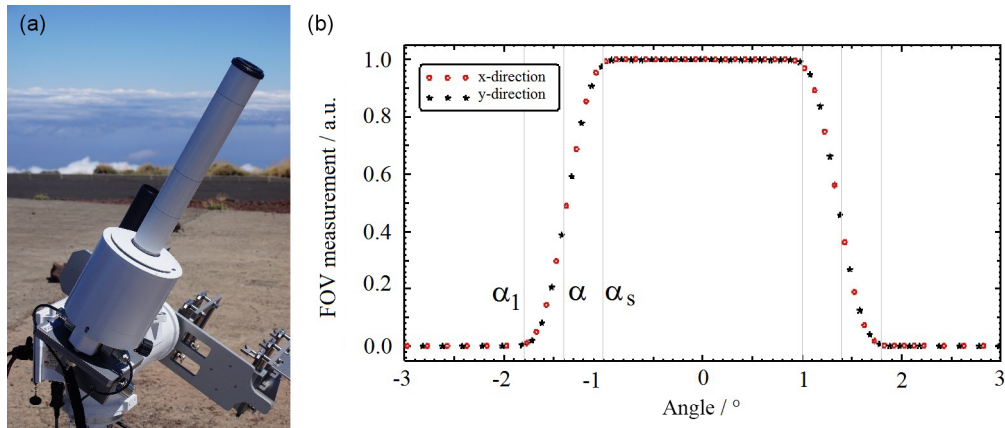 (a)
(b)
x-direction
y-direction
FOV measurement / a.u.
1.0
0.8
0.6
0.4
0.2
0.0
α₁ α αₛ
-3 -2 -1 0 1 2 3
Angle / °